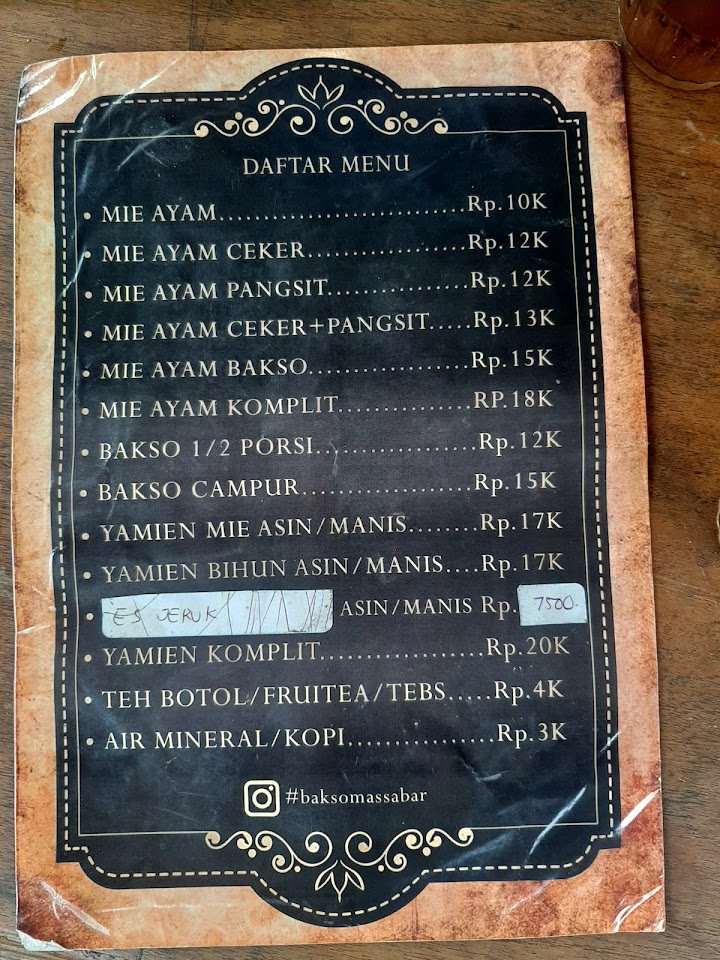 DAFTAR MENU
• MIE AYAM..........................Rp.10K
• MIE AYAM CEKER.................Rp.12K
• MIE AYAM PANGSIT...............Rp.12K
• MIE AYAM CEKER+PANGSIT.....Rp.13K
• MIE AYAM BAKSO.................Rp.15K
• MIE AYAM KOMPLIT..............RP.18K
• BAKSO 1/2 PORSI.................Rp.12K
• BAKSO CAMPUR..................Rp.15K
• YAMIEN MIE ASIN/MANIS........Rp.17K
• YAMIEN BIHUN ASIN/MANIS....Rp.17K
• ES JERUK ASIN/MANIS Rp. 7500
• YAMIEN KOMPLIT.................Rp.20K
• TEH BOTOL/FRUITEA/TEBS.....Rp.4K
• AIR MINERAL/KOPI...............Rp.3K
#baksomassabar